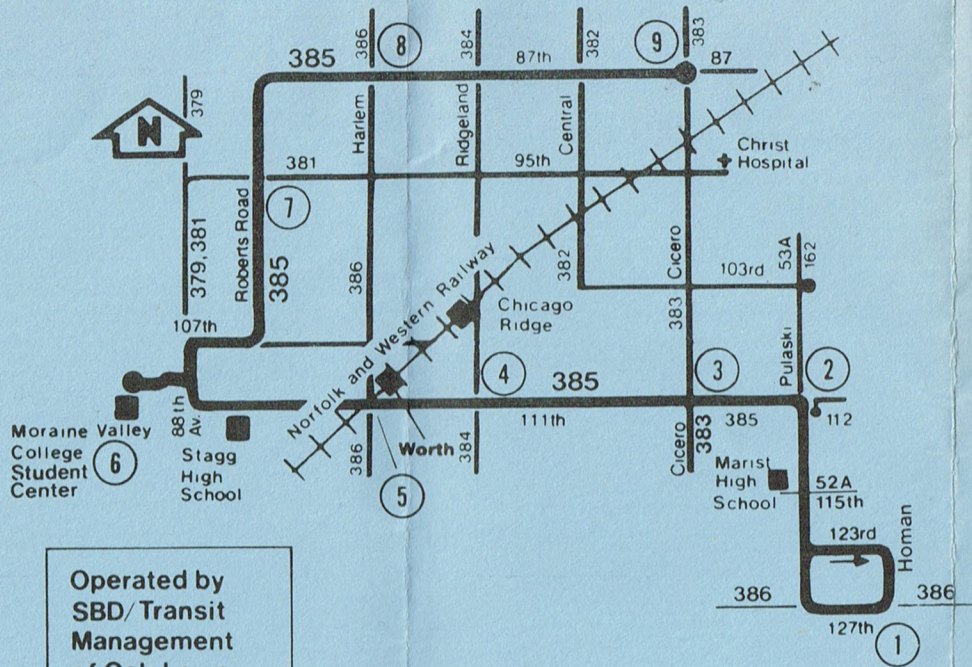 386
8
384
382
9
383
385
87th
87
379
N
Harlem
Ridgeland
Central
Christ
Hospital
381
95th
7
379, 381
Roberts Road
385
386
Norfolk and Western Railway
382
Cicero
383
103rd
53A
162
107th
Chicago
Ridge
Pulaski
4
385
3
2
88th
Av.
111th
385
112
Moraine Valley
College
Student
Center
6
Stagg
High
School
386
Worth
384
5
Cicero
383
Marist
High
School
52A
115th
123rd
Homan
386
386
127th
1
Operated by
SBD/Transit
Management